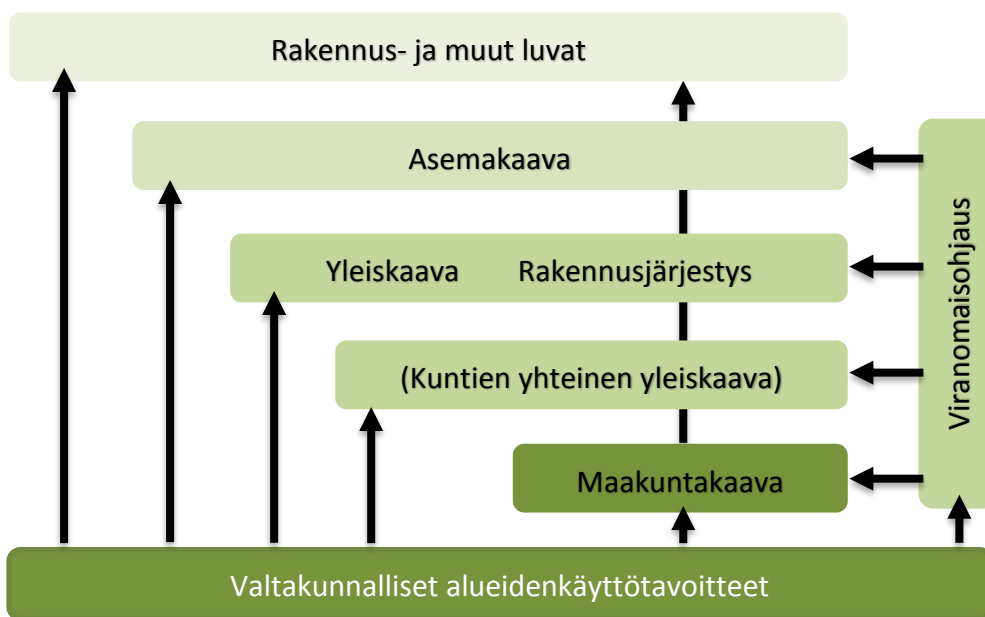 Rakennus- ja muut luvat
Asemakaava
Yleiskaava Rakennusjärjestys
(Kuntien yhteinen yleiskaava)
Maakuntakaava
Viranomaisohjaus
Valtakunnalliset alueidenkäyttötavoitteet